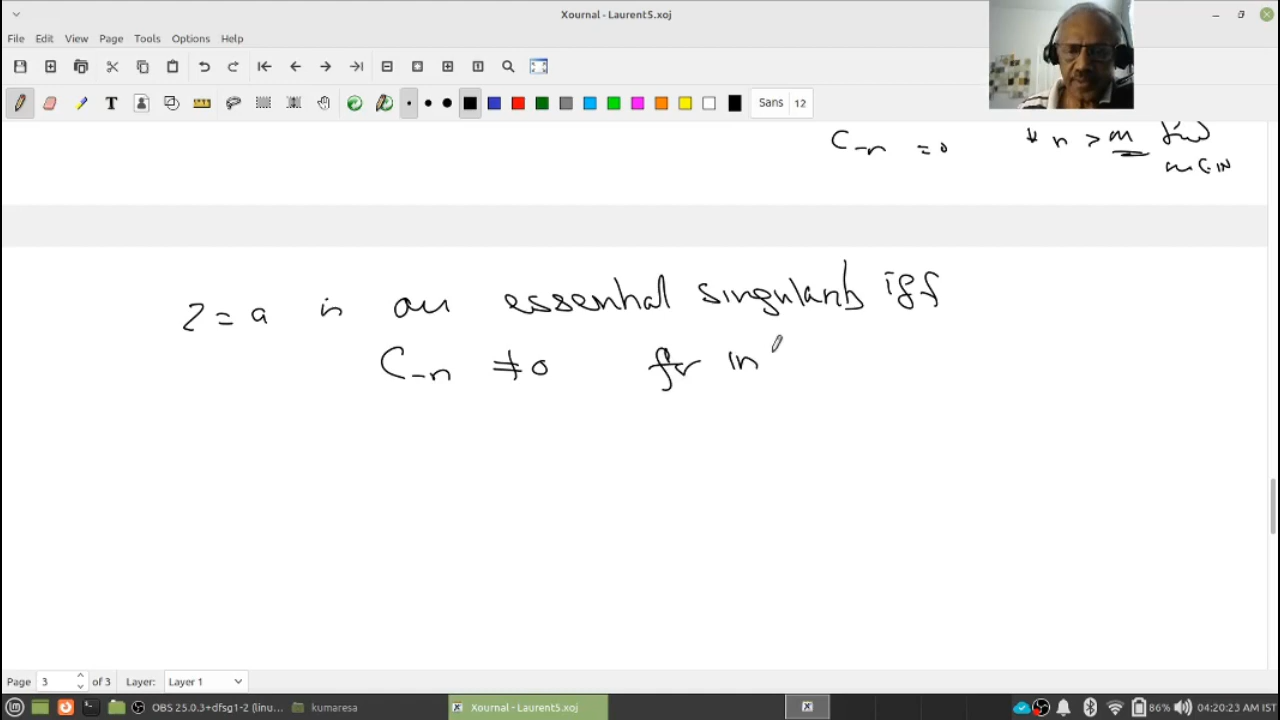 Xournal - Laurent5.xoj
File Edit View Page Tools Options Help
Sans 12
C-n = 0 ∀ n > m for
m ∈ IN
z = a is an essential singularity iff
C-n ≠ 0 for in
Page 3 of 3 Layer: Layer 1
OBS 25.0.3+dfsg1-2 (linu... kumaresa Xournal - Laurent5.xoj 86% 04:20:23 AM IST